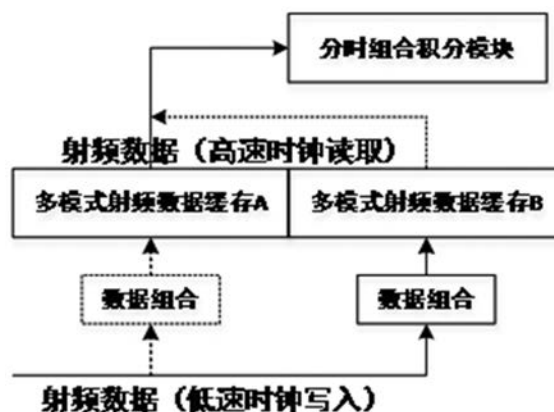 分时组合积分模块
射频数据（高速时钟读取）
多模式射频数据缓存A
多模式射频数据缓存B
数据组合
数据组合
射频数据（低速时钟写入）